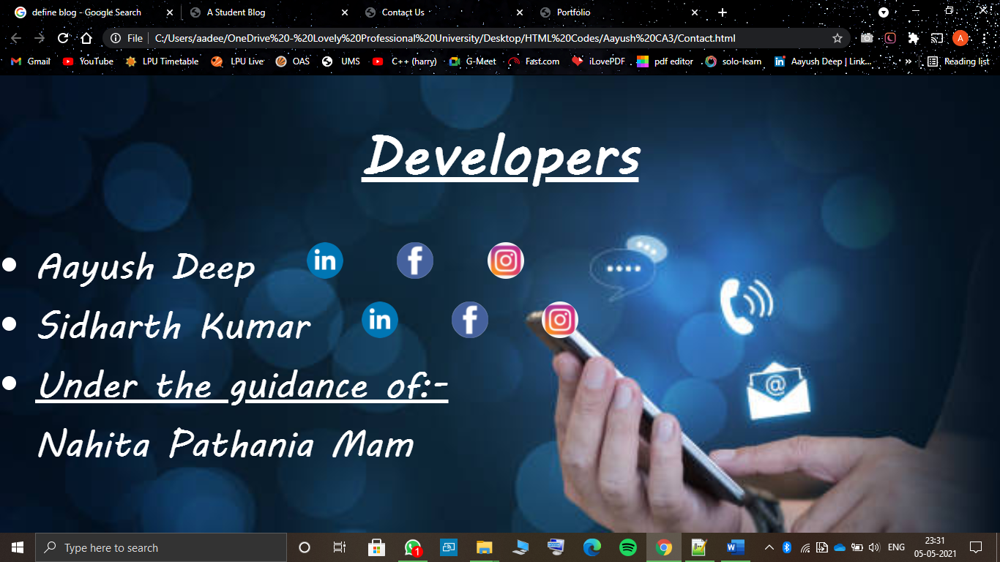 define blog - Google Search
A Student Blog
Contact Us
Portfolio
File
C:/Users/aadee/OneDrive%20-%20Lovely%20Professional%20University/Desktop/HTML%20Codes/Aayush%20CA3/Contact.html
A
Gmail
YouTube
LPU Timetable
LPU Live
OAS
UMS
C++ (harry)
G-Meet
Fast.com
iLovePDF
pdf editor
solo-learn
Aayush Deep | Link...
»
Reading list
Developers
• Aayush Deep in f
• Sidharth Kumar in f
• Under the guidance of:-
Nahita Pathania Mam
@
Type here to search
1
ENG
23:31
05-05-2021